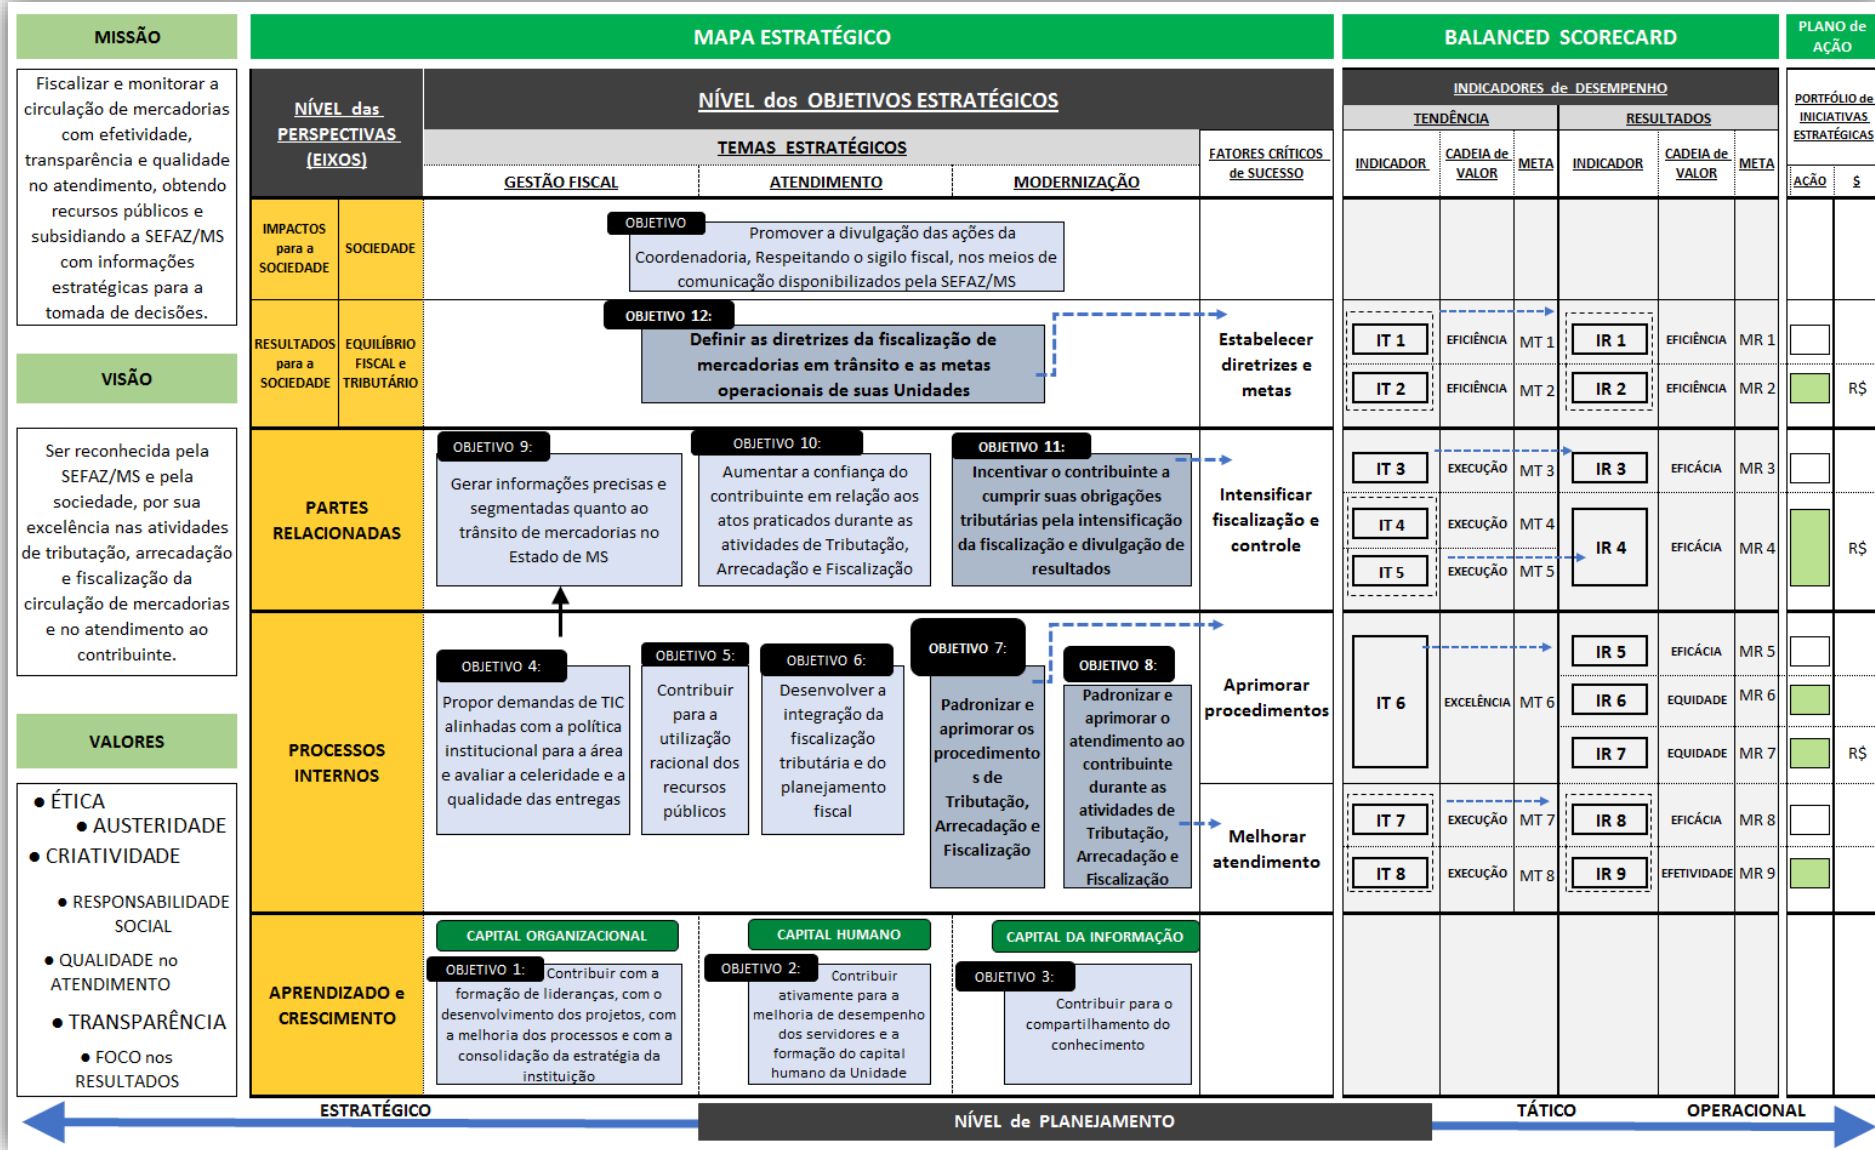 MISSÃO
Fiscalizar e monitorar a
circulação de mercadorias
com efetividade,
transparência e qualidade
no atendimento, obtendo
recursos públicos e
subsidiando a SEFAZ/MS
com informações
estratégicas para a
tomada de decisões.
VISÃO
Ser reconhecida pela
SEFAZ/MS e pela
sociedade, por sua
excelência nas atividades
de tributação, arrecadação
e fiscalização da
circulação de mercadorias
e no atendimento ao
contribuinte.
VALORES
● ÉTICA
● AUSTERIDADE
● CRIATIVIDADE
● RESPONSABILIDADE
SOCIAL
● QUALIDADE no
ATENDIMENTO
● TRANSPARÊNCIA
● FOCO nos
RESULTADOS
MAPA ESTRATÉGICO
NÍVEL das
PERSPECTIVAS
(EIXOS)
NÍVEL dos OBJETIVOS ESTRATÉGICOS
TEMAS ESTRATÉGICOS
GESTÃO FISCAL
ATENDIMENTO
MODERNIZAÇÃO
FATORES CRÍTICOS
de SUCESSO
IMPACTOS
para a
SOCIEDADE
SOCIEDADE
OBJETIVO
Promover a divulgação das ações da
Coordenadoria, Respeitando o sigilo fiscal, nos meios de
comunicação disponibilizados pela SEFAZ/MS
RESULTADOS
para a
SOCIEDADE
EQUILÍBRIO
FISCAL e
TRIBUTÁRIO
OBJETIVO 12:
Definir as diretrizes da fiscalização de
mercadorias em trânsito e as metas
operacionais de suas Unidades
Estabelecer
diretrizes e
metas
PARTES
RELACIONADAS
OBJETIVO 9:
Gerar informações precisas e
segmentadas quanto ao
trânsito de mercadorias no
Estado de MS
OBJETIVO 10:
Aumentar a confiança do
contribuinte em relação aos
atos praticados durante as
atividades de Tributação,
Arrecadação e Fiscalização
OBJETIVO 11:
Incentivar o contribuinte a
cumprir suas obrigações
tributárias pela intensificação
da fiscalização e divulgação de
resultados
Intensificar
fiscalização e
controle
PROCESSOS
INTERNOS
OBJETIVO 4:
Propor demandas de TIC
alinhadas com a política
institucional para a área
e avaliar a celeridade e a
qualidade das entregas
OBJETIVO 5:
Contribuir
para a
utilização
racional dos
recursos
públicos
OBJETIVO 6:
Desenvolver a
integração da
fiscalização
tributária e do
planejamento
fiscal
OBJETIVO 7:
Padronizar e
aprimorar os
procedimento
s de
Tributação,
Arrecadação e
Fiscalização
OBJETIVO 8:
Padronizar e
aprimorar o
atendimento ao
contribuinte
durante as
atividades de
Tributação,
Arrecadação e
Fiscalização
Aprimorar
procedimentos
Melhorar
atendimento
APRENDIZADO e
CRESCIMENTO
CAPITAL ORGANIZACIONAL
OBJETIVO 1: Contribuir com a
formação de lideranças, com o
desenvolvimento dos projetos, com
a melhoria dos processos e com a
consolidação da estratégia da
instituição
CAPITAL HUMANO
OBJETIVO 2: Contribuir
ativamente para a
melhoria de desempenho
dos servidores e a
formação do capital
humano da Unidade
CAPITAL DA INFORMAÇÃO
OBJETIVO 3:
Contribuir para o
compartilhamento do
conhecimento
BALANCED SCORECARD
INDICADORES de DESEMPENHO
TENDÊNCIA
RESULTADOS
INDICADOR
CADEIA de
VALOR
META
INDICADOR
CADEIA de
VALOR
META
IT 1 EFICIÊNCIA MT 1 IR 1 EFICIÊNCIA MR 1
IT 2 EFICIÊNCIA MT 2 IR 2 EFICIÊNCIA MR 2 R$
IT 3 EXECUÇÃO MT 3 IR 3 EFICÁCIA MR 3
IT 4 EXECUÇÃO MT 4
IR 4 EFICÁCIA MR 4 R$
IT 5 EXECUÇÃO MT 5
IR 5 EFICÁCIA MR 5
IT 6 EXCELÊNCIA MT 6 IR 6 EQUIDADE MR 6
IR 7 EQUIDADE MR 7 R$
IT 7 EXECUÇÃO MT 7 IR 8 EFICÁCIA MR 8
IT 8 EXECUÇÃO MT 8 IR 9 EFETIVIDADE MR 9
PLANO de
AÇÃO
PORTFÓLIO de
INICIATIVAS
ESTRATÉGICAS
AÇÃO
$
ESTRATÉGICO
NÍVEL de PLANEJAMENTO
TÁTICO
OPERACIONAL